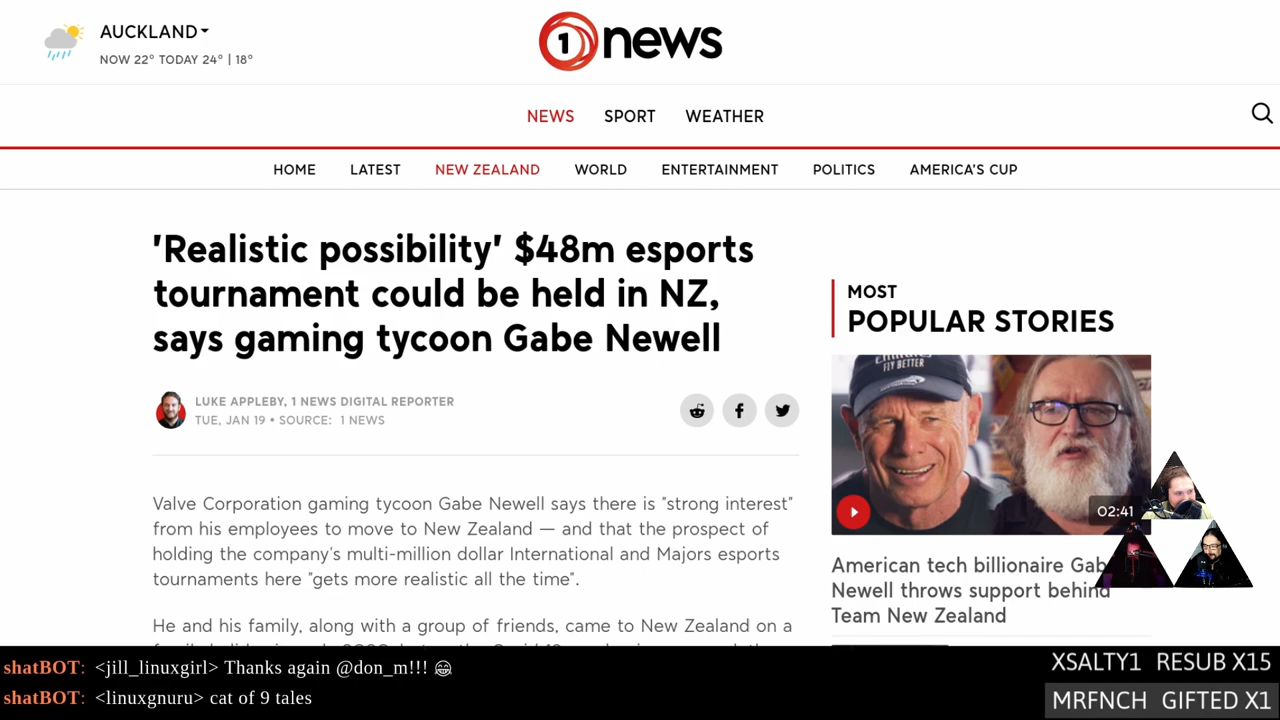 AUCKLAND
NOW 22° TODAY 24° | 18°
1 news
NEWS SPORT WEATHER
HOME LATEST NEW ZEALAND WORLD ENTERTAINMENT POLITICS AMERICA'S CUP
'Realistic possibility' $48m esports
tournament could be held in NZ,
says gaming tycoon Gabe Newell
LUKE APPLEBY, 1 NEWS DIGITAL REPORTER
TUE, JAN 19 • SOURCE: 1 NEWS
Valve Corporation gaming tycoon Gabe Newell says there is "strong interest"
from his employees to move to New Zealand — and that the prospect of
holding the company's multi-million dollar International and Majors esports
tournaments here "gets more realistic all the time".
He and his family, along with a group of friends, came to New Zealand on a
MOST
POPULAR STORIES
FLY BETTER
02:41
American tech billionaire Gab
Newell throws support behind
Team New Zealand
shatBOT: <jill_linuxgirl> Thanks again @don_m!!! 😂
shatBOT: <linuxgnuru> cat of 9 tales
XSALTY1 RESUB X15
MRFNCH GIFTED X1